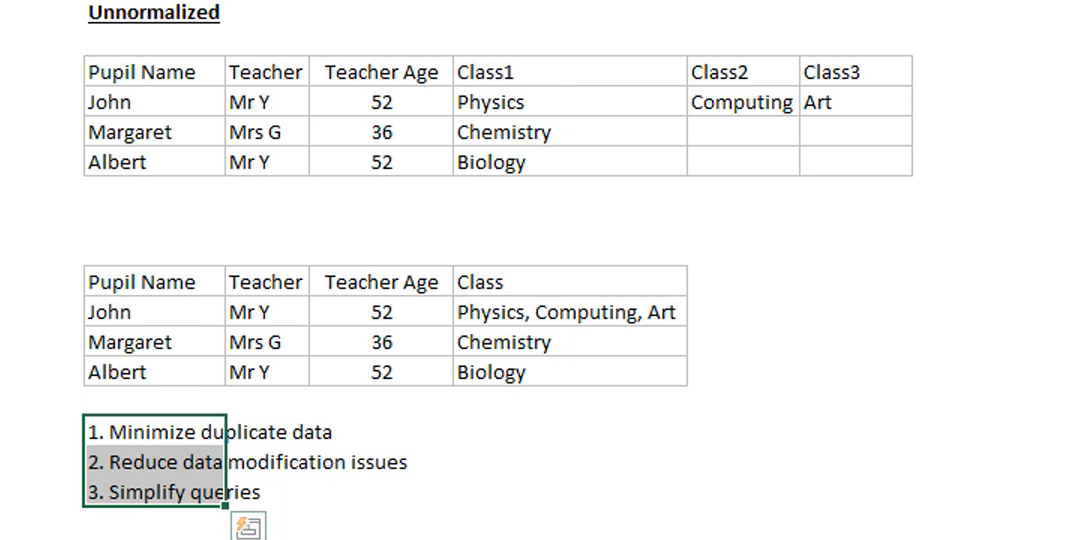 Unnormalized
Pupil Name Teacher Teacher Age Class1 Class2 Class3
John Mr Y 52 Physics Computing Art
Margaret Mrs G 36 Chemistry
Albert Mr Y 52 Biology
Pupil Name Teacher Teacher Age Class
John Mr Y 52 Physics, Computing, Art
Margaret Mrs G 36 Chemistry
Albert Mr Y 52 Biology
1. Minimize duplicate data
2. Reduce data modification issues
3. Simplify queries